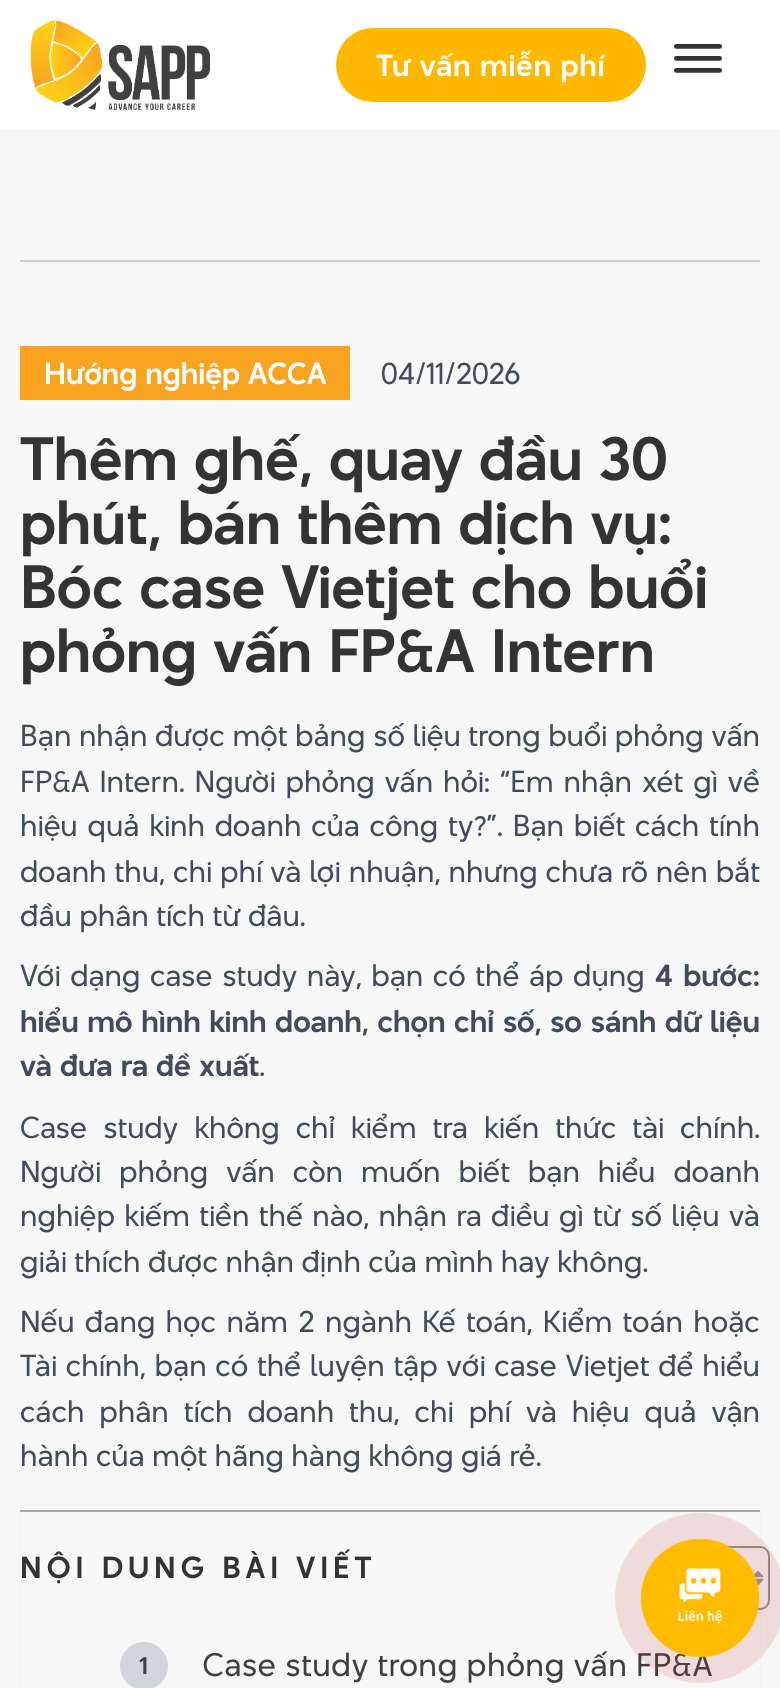 SAPP
ADVANCE YOUR CAREER
Tư vấn miễn phí
Hướng nghiệp ACCA
04/11/2026
Thêm ghế, quay đầu 30
phút, bán thêm dịch vụ:
Bóc case Vietjet cho buổi
phỏng vấn FP&A Intern
Bạn nhận được một bảng số liệu trong buổi phỏng vấn
FP&A Intern. Người phỏng vấn hỏi: “Em nhận xét gì về
hiệu quả kinh doanh của công ty?”. Bạn biết cách tính
doanh thu, chi phí và lợi nhuận, nhưng chưa rõ nên bắt
đầu phân tích từ đâu.
Với dạng case study này, bạn có thể áp dụng 4 bước:
hiểu mô hình kinh doanh, chọn chỉ số, so sánh dữ liệu
và đưa ra đề xuất.
Case study không chỉ kiểm tra kiến thức tài chính.
Người phỏng vấn còn muốn biết bạn hiểu doanh
nghiệp kiếm tiền thế nào, nhận ra điều gì từ số liệu và
giải thích được nhận định của mình hay không.
Nếu đang học năm 2 ngành Kế toán, Kiểm toán hoặc
Tài chính, bạn có thể luyện tập với case Vietjet để hiểu
cách phân tích doanh thu, chi phí và hiệu quả vận
hành của một hãng hàng không giá rẻ.
NỘI DUNG BÀI VIẾT
Liên hệ
1 Case study trong phỏng vấn FP&A